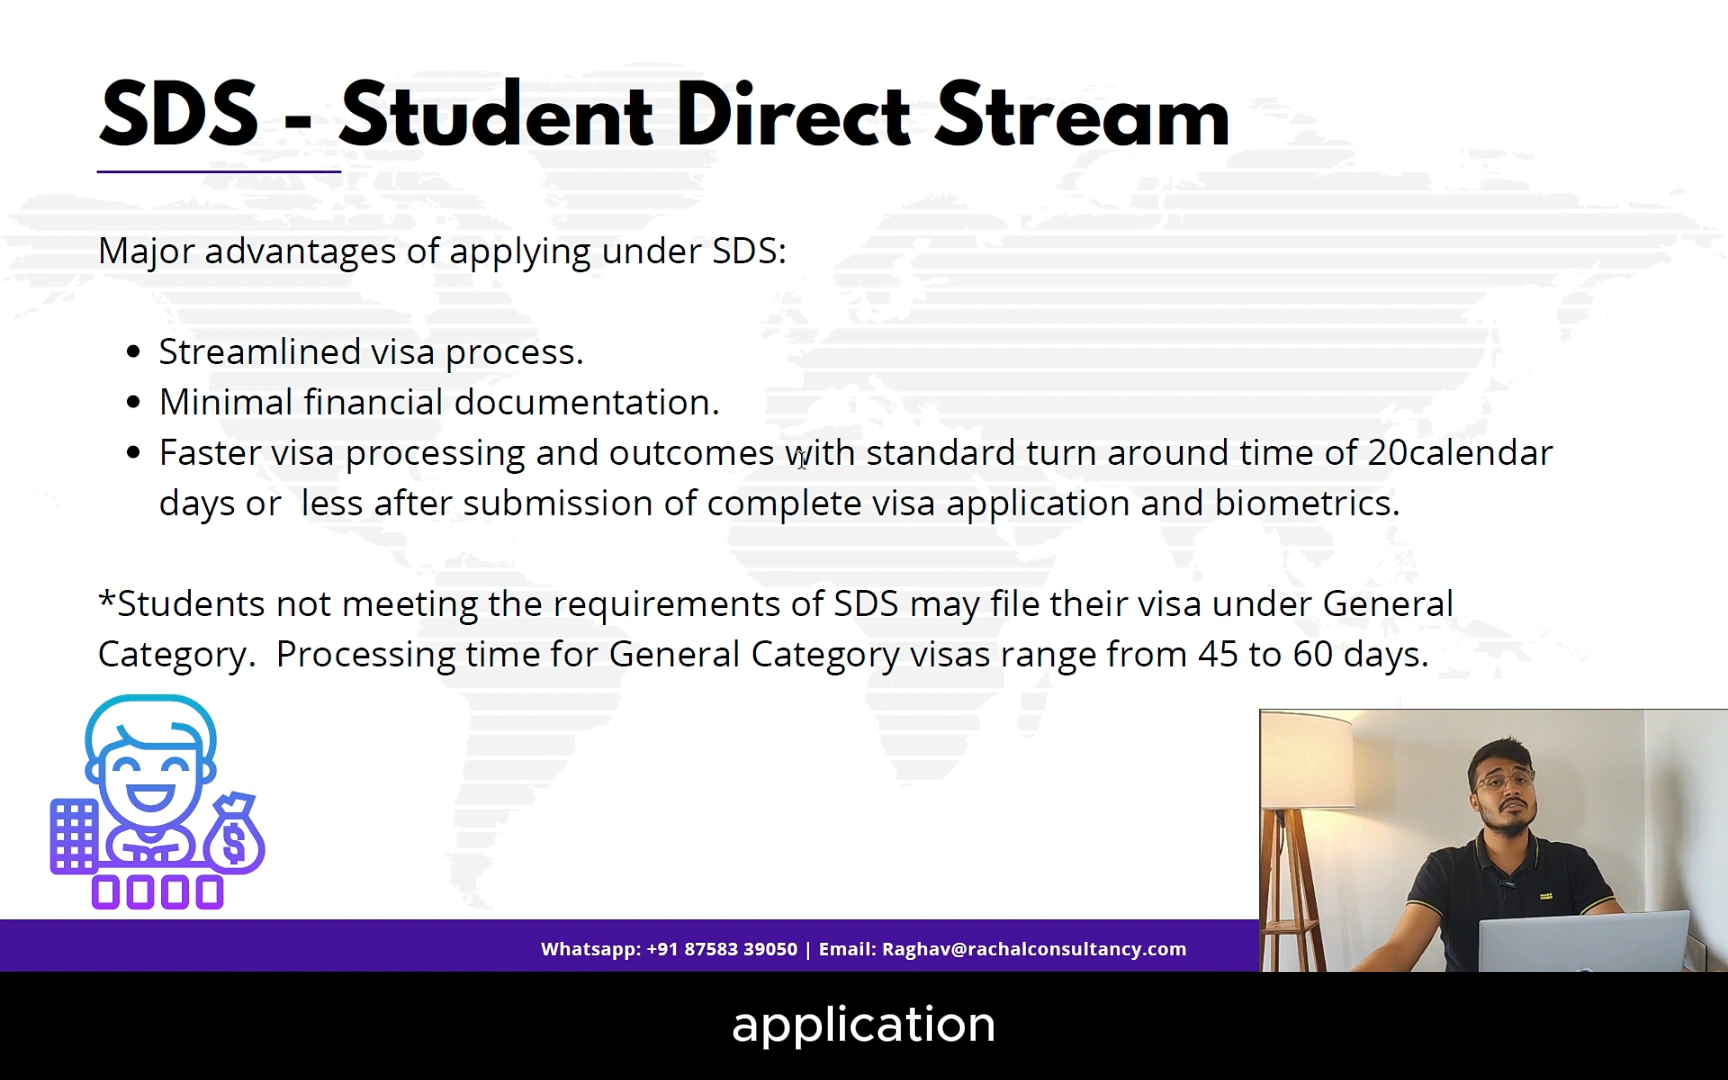 SDS - Student Direct Stream
Major advantages of applying under SDS:
• Streamlined visa process.
• Minimal financial documentation.
• Faster visa processing and outcomes with standard turn around time of 20calendar
days or  less after submission of complete visa application and biometrics.
*Students not meeting the requirements of SDS may file their visa under General
Category.  Processing time for General Category visas range from 45 to 60 days.
$
Whatsapp: +91 87583 39050 | Email: Raghav@rachalconsultancy.com
application